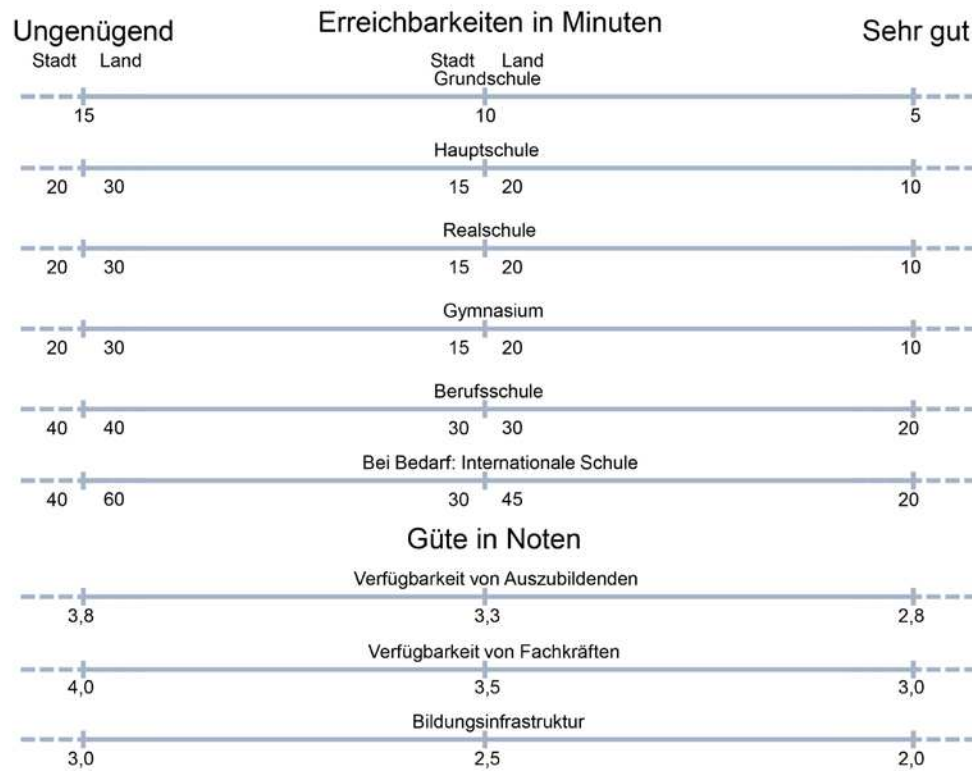 Ungenügend Erreichbarkeiten in Minuten Sehr gut
Stadt Land Stadt Land
Grundschule
15 10 5
Hauptschule
20 30 15 20 10
Realschule
20 30 15 20 10
Gymnasium
20 30 15 20 10
Berufsschule
40 40 30 30 20
Bei Bedarf: Internationale Schule
40 60 30 45 20
Güte in Noten
Verfügbarkeit von Auszubildenden
3,8 3,3 2,8
Verfügbarkeit von Fachkräften
4,0 3,5 3,0
Bildungsinfrastruktur
3,0 2,5 2,0